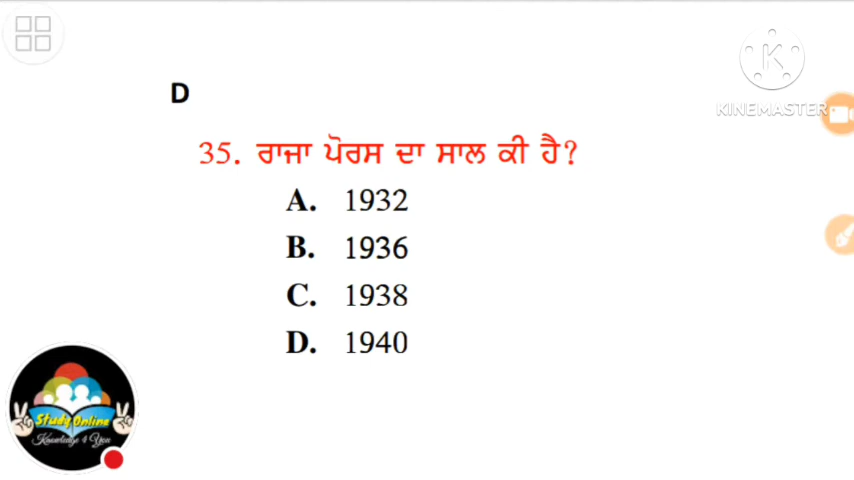 KINEMASTER
D
35. ਰਾਜਾ ਪੋਰਸ ਦਾ ਸਾਲ ਕੀ ਹੈ?
A. 1932
B. 1936
C. 1938
D. 1940
Study Online
Knowledge 4 You